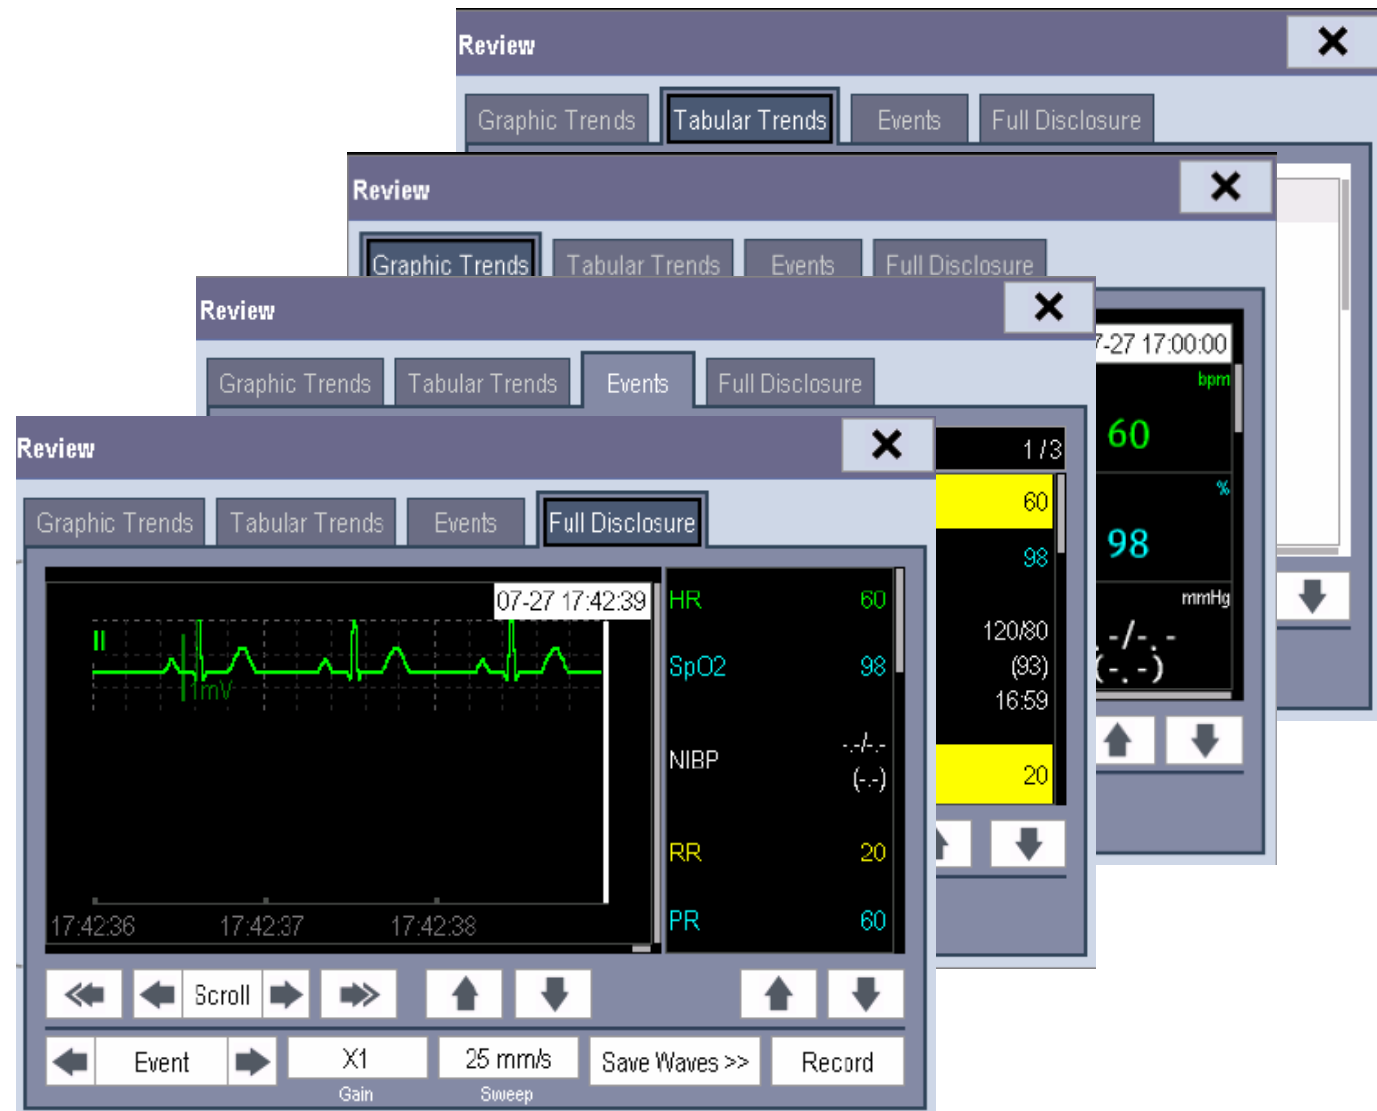 Review
Graphic Trends Tabular Trends Events Full Disclosure
Review
Graphic Trends Tabular Trends Events Full Disclosure
7-27 17:00:00
bpm
60
%
98
mmHg
-/-.-
(-.-)
Review
Graphic Trends Tabular Trends Events Full Disclosure
1/3
60
98
120/80
(93)
16:59
20
Review
Graphic Trends Tabular Trends Events Full Disclosure
07-27 17:42:39
II
1mV
17:42:36 17:42:37 17:42:38
HR 60
SpO2 98
NIBP -.-/-.-
(-.-)
RR 20
PR 60
Scroll
Event X1 25 mm/s Save Waves >> Record
Gain Sweep